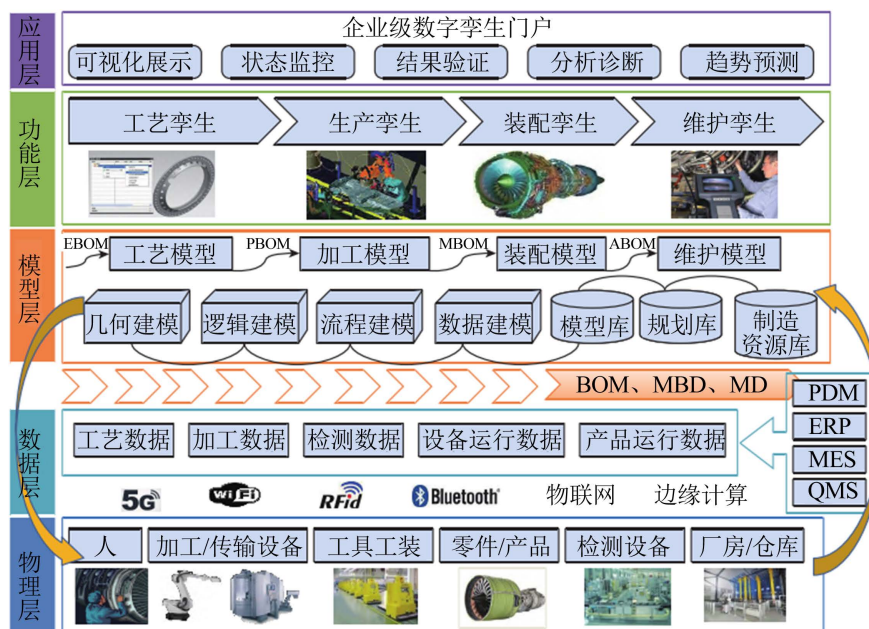 应用层
企业级数字孪生门户
可视化展示 状态监控 结果验证 分析诊断 趋势预测
功能层
工艺孪生 生产孪生 装配孪生 维护孪生
模型层
EBOM 工艺模型 PBOM 加工模型 MBOM 装配模型 ABOM 维护模型
几何建模 逻辑建模 流程建模 数据建模 模型库 规划库 制造
资源库
BOM、MBD、MD
PDM
ERP
MES
QMS
数据层
工艺数据 加工数据 检测数据 设备运行数据 产品运行数据
5G WiFi RFid Bluetooth 物联网 边缘计算
物理层
人 加工/传输设备 工具工装 零件/产品 检测设备 厂房/仓库